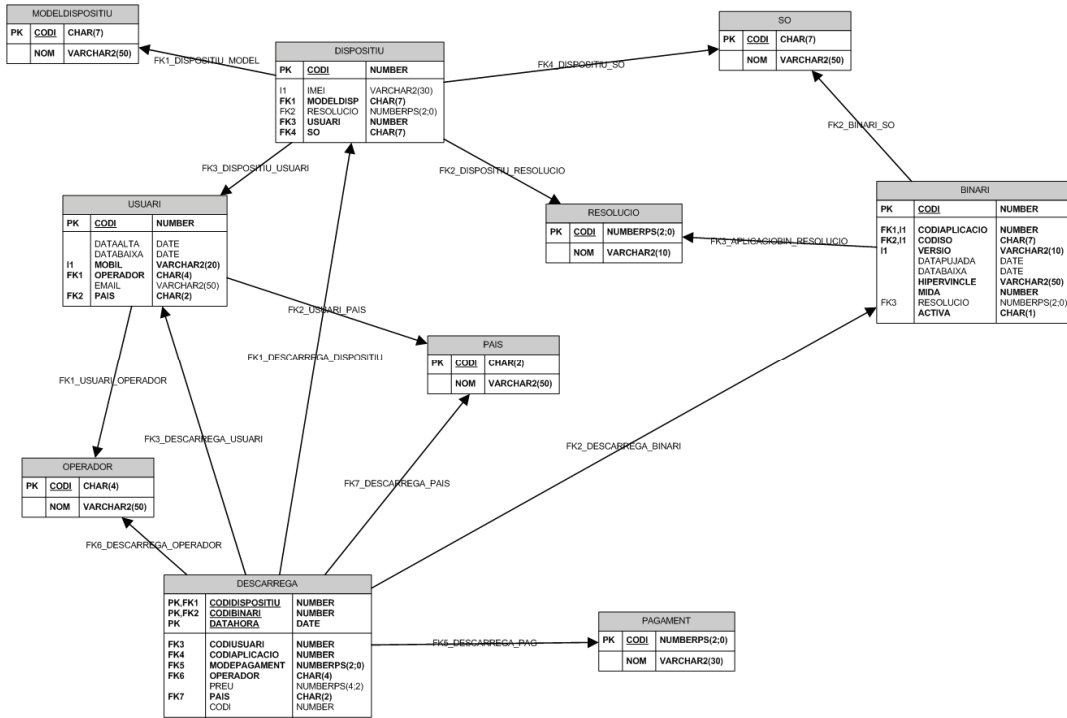 MODELDISPOSITIU
PK CODI CHAR(7)
NOM VARCHAR2(50)
SO
PK CODI CHAR(7)
NOM VARCHAR2(50)
DISPOSITIU
PK CODI NUMBER
I1 IMEI VARCHAR2(30)
FK1 MODELDISP CHAR(7)
FK2 RESOLUCIO NUMBERPS(2;0)
FK3 USUARI NUMBER
FK4 SO CHAR(7)
FK1_DISPOSITIU_MODEL
FK4_DISPOSITIU_SO
FK2_BINARI_SO
FK3_DISPOSITIU_USUARI
FK2_DISPOSITIU_RESOLUCIO
USUARI
PK CODI NUMBER
DATAALTA DATE
DATABAIXA DATE
I1 MOBIL VARCHAR2(20)
FK1 OPERADOR CHAR(4)
EMAIL VARCHAR2(50)
FK2 PAIS CHAR(2)
RESOLUCIO
PK CODI NUMBERPS(2;0)
NOM VARCHAR2(10)
BINARI
PK CODI NUMBER
FK1,I1 CODIAPLICACIO NUMBER
FK2,I1 CODISO CHAR(7)
I1 VERSIO VARCHAR2(10)
DATAPUJADA DATE
DATABAIXA DATE
HIPERVINCLE VARCHAR2(50)
MIDA NUMBER
FK3 RESOLUCIO NUMBERPS(2;0)
ACTIVA CHAR(1)
FK3_APLICACIOBIN_RESOLUCIO
FK2_USUARI_PAIS
PAIS
PK CODI CHAR(2)
NOM VARCHAR2(50)
FK1_DESCARREGA_DISPOSITIU
FK1_USUARI_OPERADOR
FK3_DESCARREGA_USUARI
FK2_DESCARREGA_BINARI
OPERADOR
PK CODI CHAR(4)
NOM VARCHAR2(50)
FK7_DESCARREGA_PAIS
FK6_DESCARREGA_OPERADOR
DESCARREGA
PK,FK1 CODIDISPOSITIU NUMBER
PK,FK2 CODIBINARI NUMBER
PK DATAHORA DATE
FK3 CODIUSUARI NUMBER
FK4 CODIAPLICACIO NUMBER
FK5 MODEPAGAMENT NUMBERPS(2;0)
FK6 OPERADOR CHAR(4)
PREU NUMBERPS(4;2)
FK7 PAIS CHAR(2)
CODI NUMBER
FK5_DESCARREGA_PAG
PAGAMENT
PK CODI NUMBERPS(2;0)
NOM VARCHAR2(30)